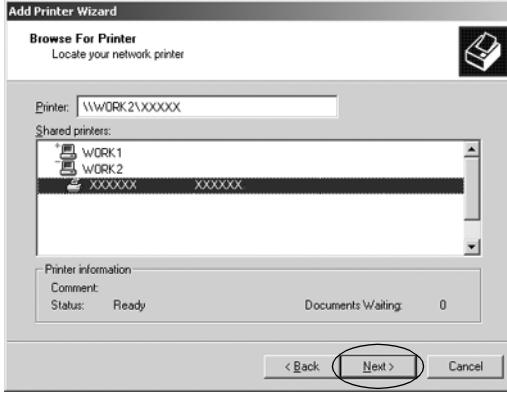 Add Printer Wizard
Browse For Printer
Locate your network printer
Printer: \\WORK2\XXXXX
Shared printers:
WORK1
WORK2
XXXXXX XXXXXX
Printer information
Comment:
Status: Ready Documents Waiting: 0
< Back Next > Cancel